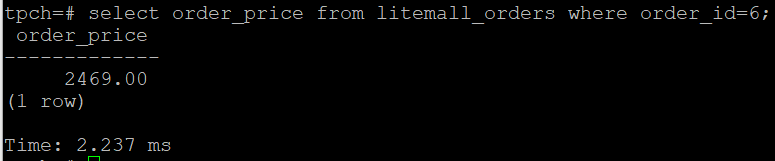 tpch=# select order_price from litemall_orders where order_id=6;
order_price
-------------
2469.00
(1 row)
Time: 2.237 ms